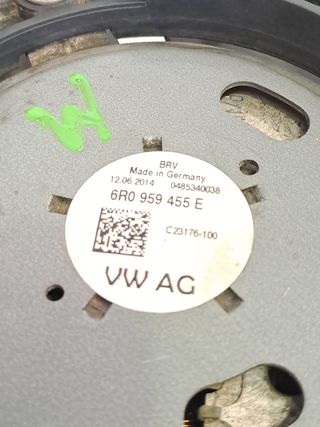 W
BRV
Made in Germany
12.06.2014 0485340038
6R0 959 455 E
C23176-100
VW AG